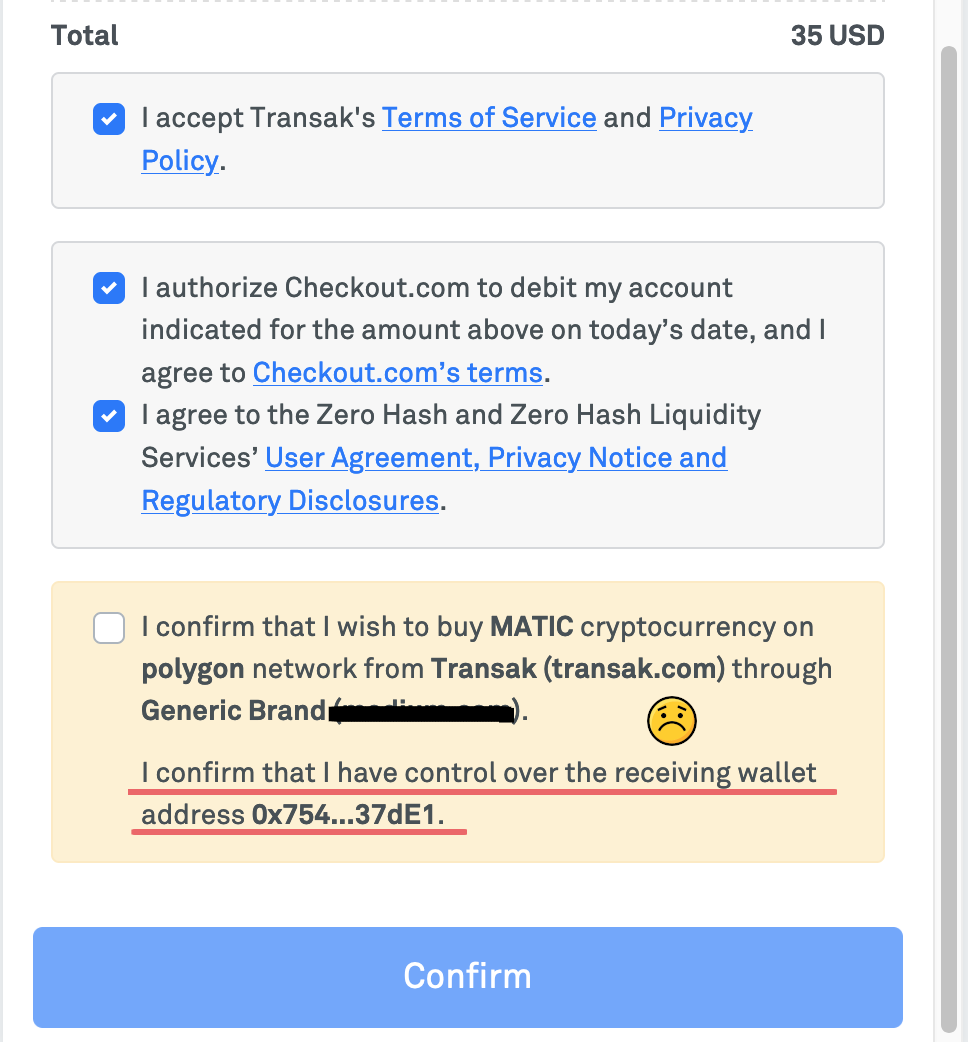 Total 35 USD
I accept Transak's Terms of Service and Privacy
Policy.
I authorize Checkout.com to debit my account
indicated for the amount above on today’s date, and I
agree to Checkout.com’s terms.
I agree to the Zero Hash and Zero Hash Liquidity
Services’ User Agreement, Privacy Notice and
Regulatory Disclosures.
I confirm that I wish to buy MATIC cryptocurrency on
polygon network from Transak (transak.com) through
Generic Brand ).
I confirm that I have control over the receiving wallet
address 0x754...37dE1.
Confirm